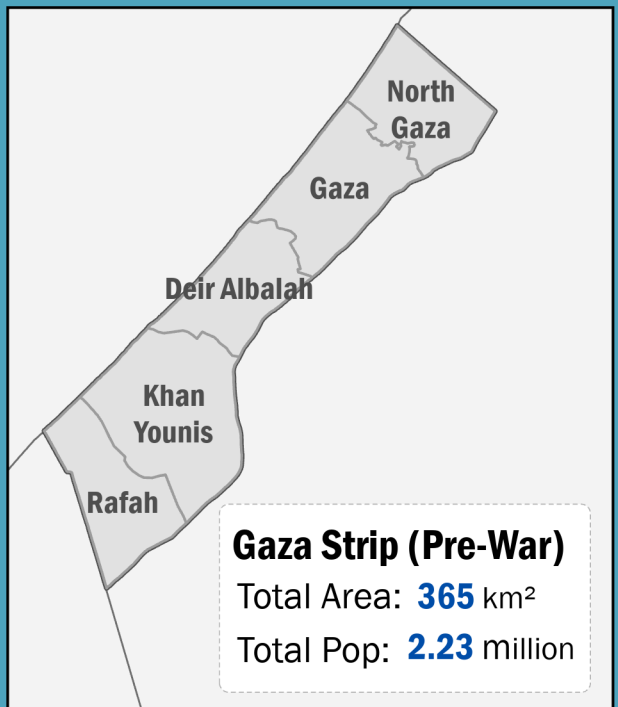 North
Gaza
Gaza
Deir Albalah
Khan
Younis
Rafah
Gaza Strip (Pre-War)
Total Area: 365 km²
Total Pop: 2.23 million